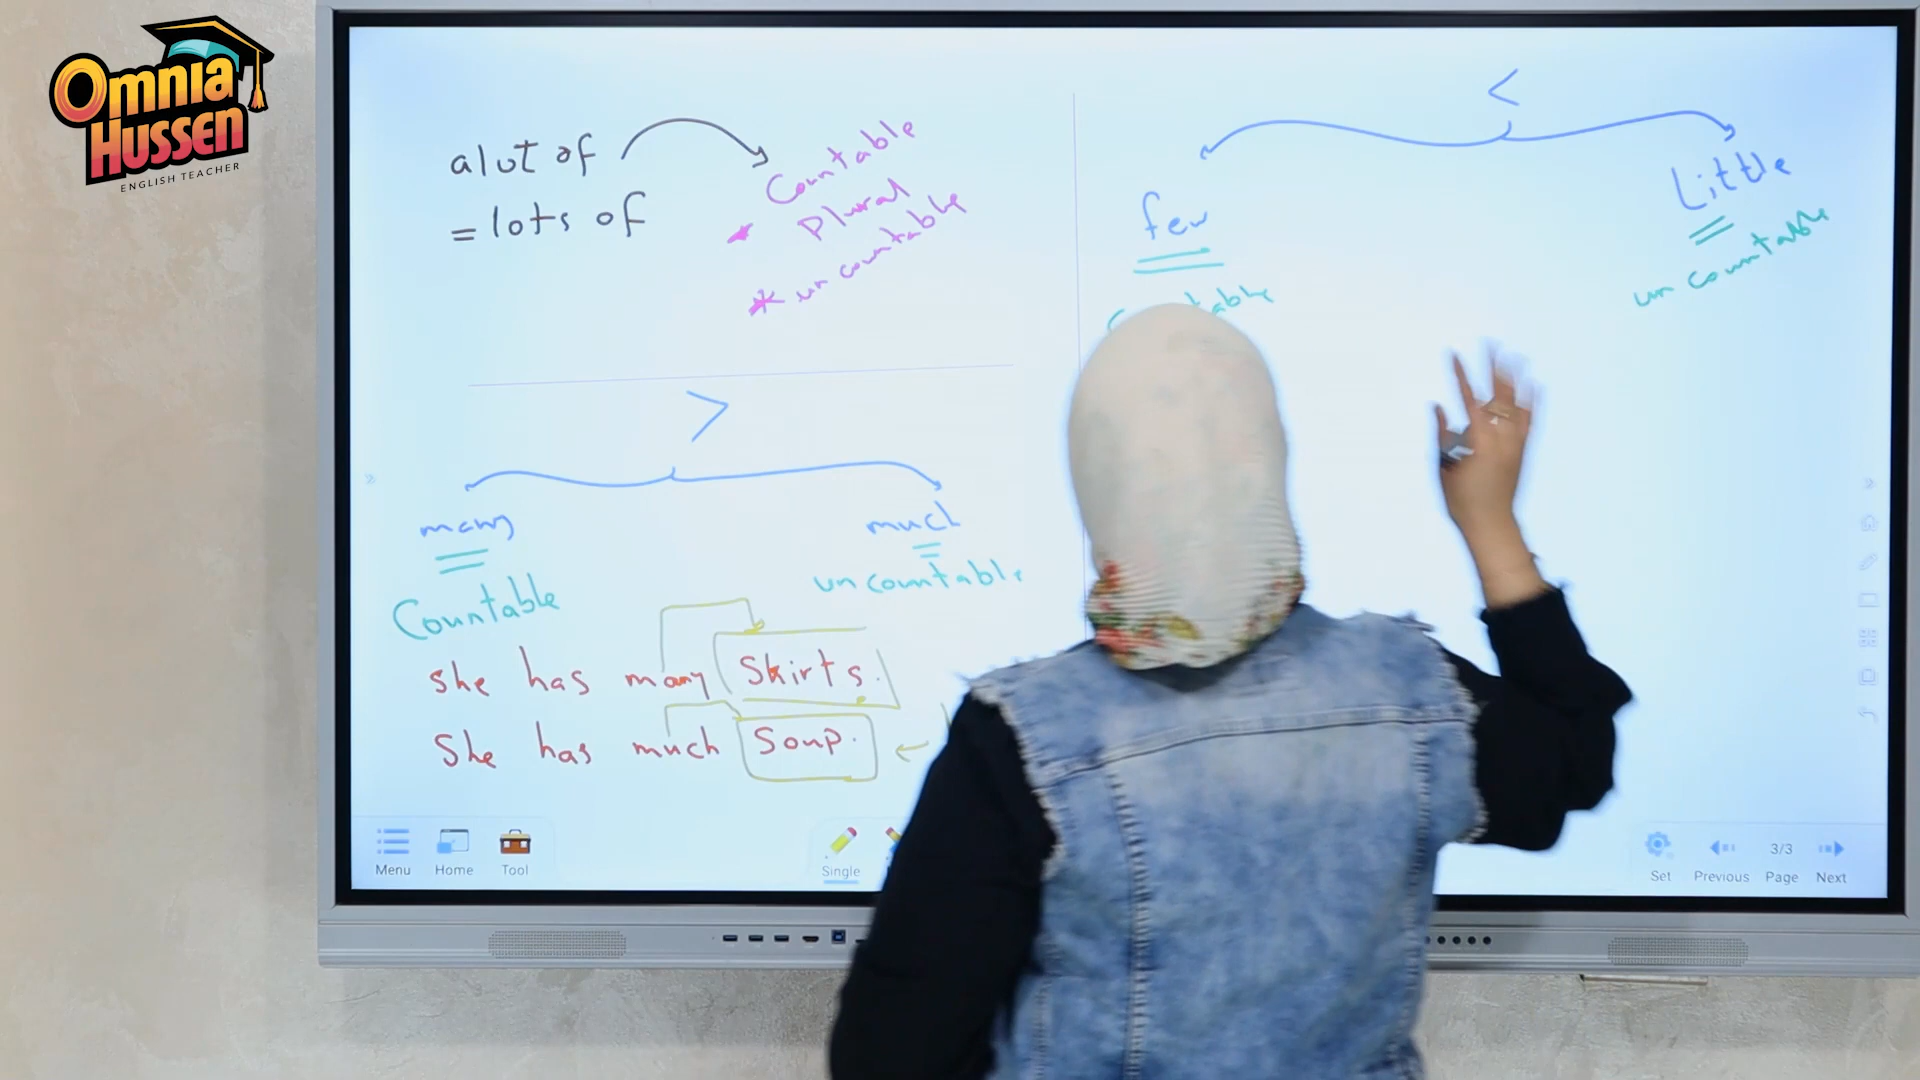 Omnia
Hussen
ENGLISH TEACHER
a lot of
= lots of
Countable
Plural
* uncountable
>
many
Countable
much
uncountable
she has many Skirts.
She has much Soup.
<
few
Little
uncountable
Menu
Home
Tool
Single
Set
Previous
3/3
Page
Next